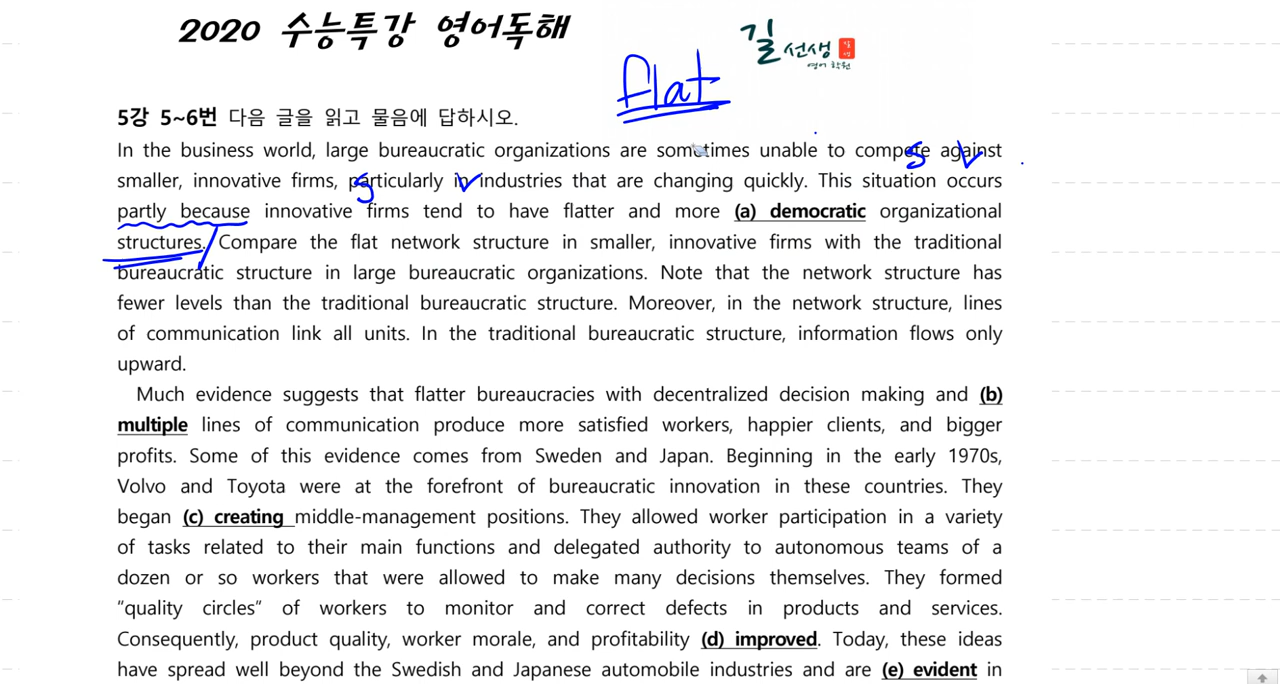 2020 수능특강 영어독해
길 선생
영어 학원
flat
5강 5~6번 다음 글을 읽고 물음에 답하시오.
In the business world, large bureaucratic organizations are sometimes unable to compete against
S V
smaller, innovative firms, particularly in industries that are changing quickly. This situation occurs
S V
partly because innovative firms tend to have flatter and more (a) democratic organizational
structures. Compare the flat network structure in smaller, innovative firms with the traditional
bureaucratic structure in large bureaucratic organizations. Note that the network structure has
fewer levels than the traditional bureaucratic structure. Moreover, in the network structure, lines
of communication link all units. In the traditional bureaucratic structure, information flows only
upward.
Much evidence suggests that flatter bureaucracies with decentralized decision making and (b)
multiple lines of communication produce more satisfied workers, happier clients, and bigger
profits. Some of this evidence comes from Sweden and Japan. Beginning in the early 1970s,
Volvo and Toyota were at the forefront of bureaucratic innovation in these countries. They
began (c) creating middle-management positions. They allowed worker participation in a variety
of tasks related to their main functions and delegated authority to autonomous teams of a
dozen or so workers that were allowed to make many decisions themselves. They formed
"quality circles" of workers to monitor and correct defects in products and services.
Consequently, product quality, worker morale, and profitability (d) improved. Today, these ideas
have spread well beyond the Swedish and Japanese automobile industries and are (e) evident in